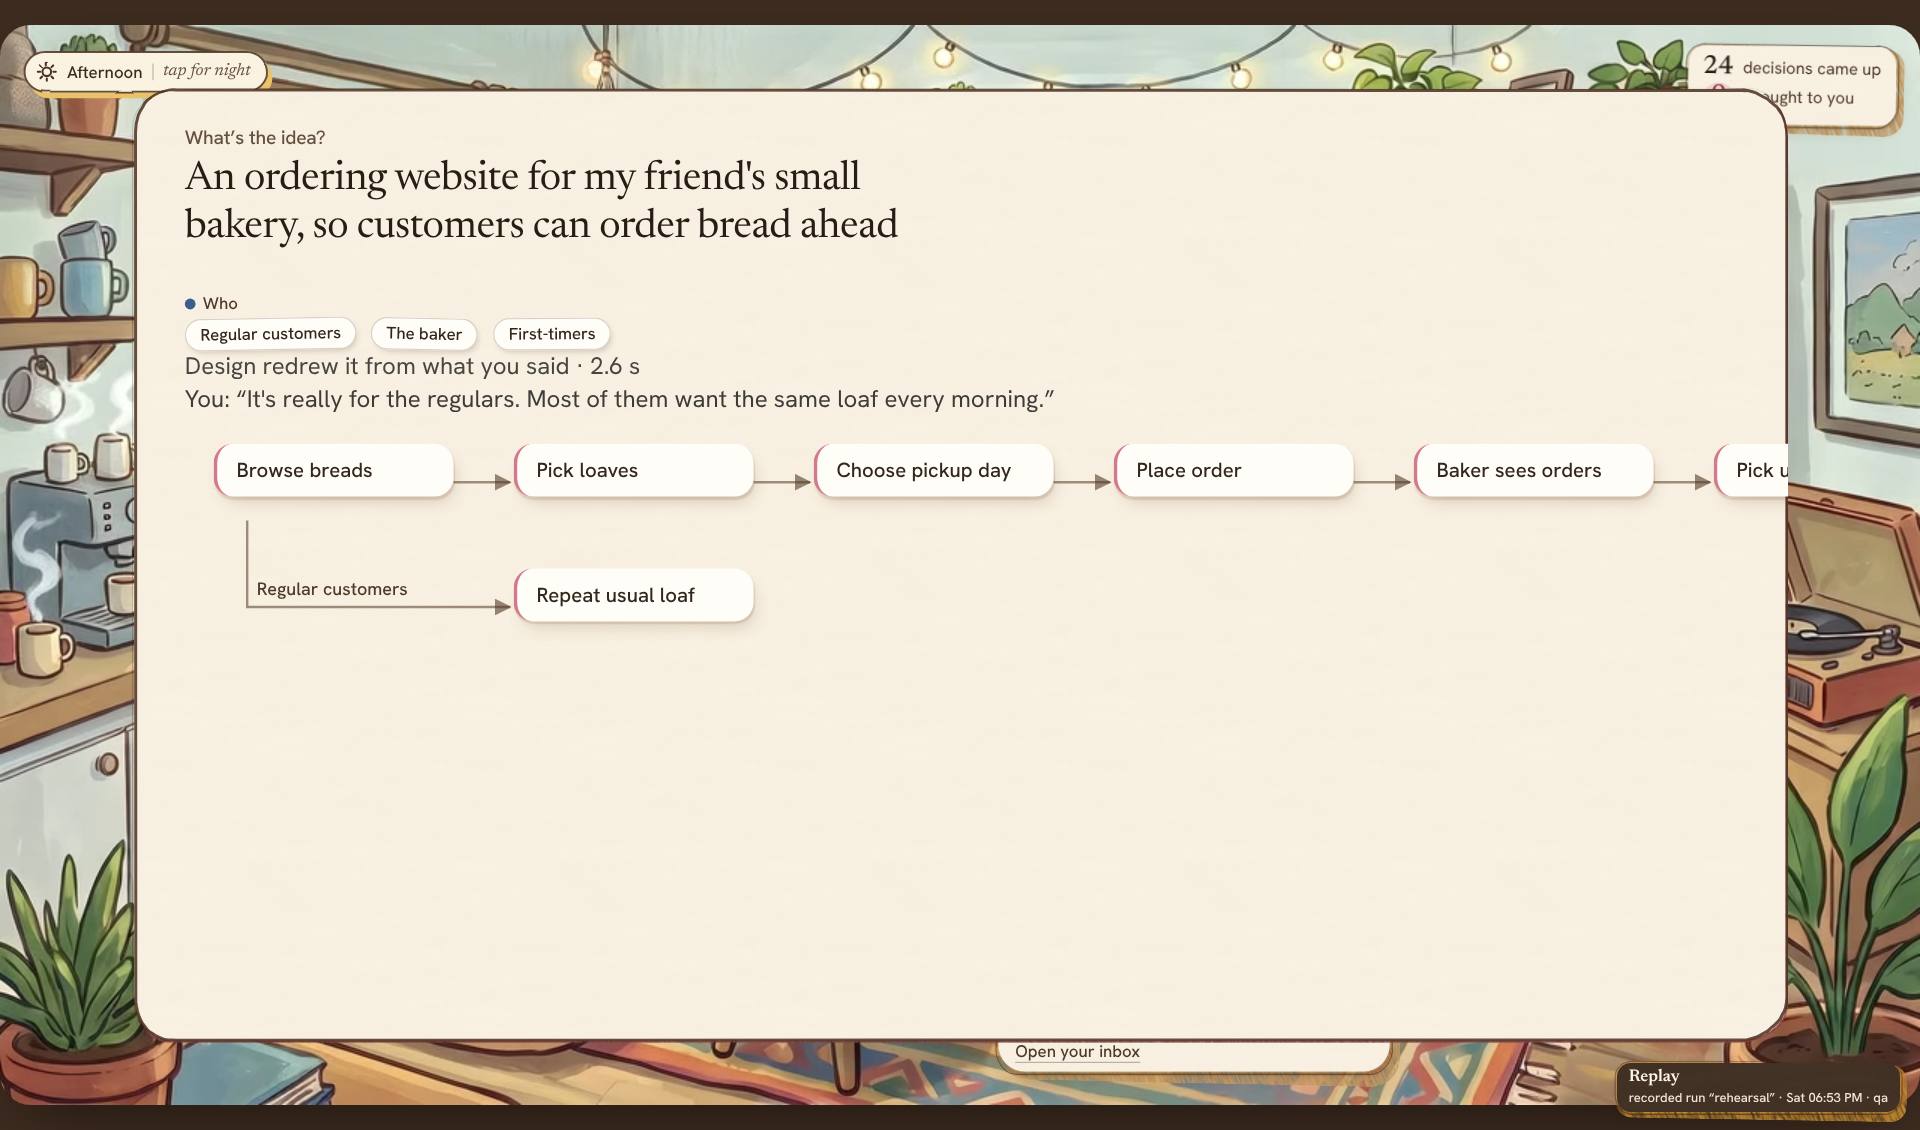 Afternoon | tap for night
24 decisions came up
ought to you
What's the idea?
An ordering website for my friend's small
bakery, so customers can order bread ahead
Who
Regular customers
The baker
First-timers
Design redrew it from what you said · 2.6 s
You: “It's really for the regulars. Most of them want the same loaf every morning.”
Browse breads
Pick loaves
Choose pickup day
Place order
Baker sees orders
Pick u
Regular customers
Repeat usual loaf
Open your inbox
Replay
recorded run “rehearsal” · Sat 06:53 PM · qa